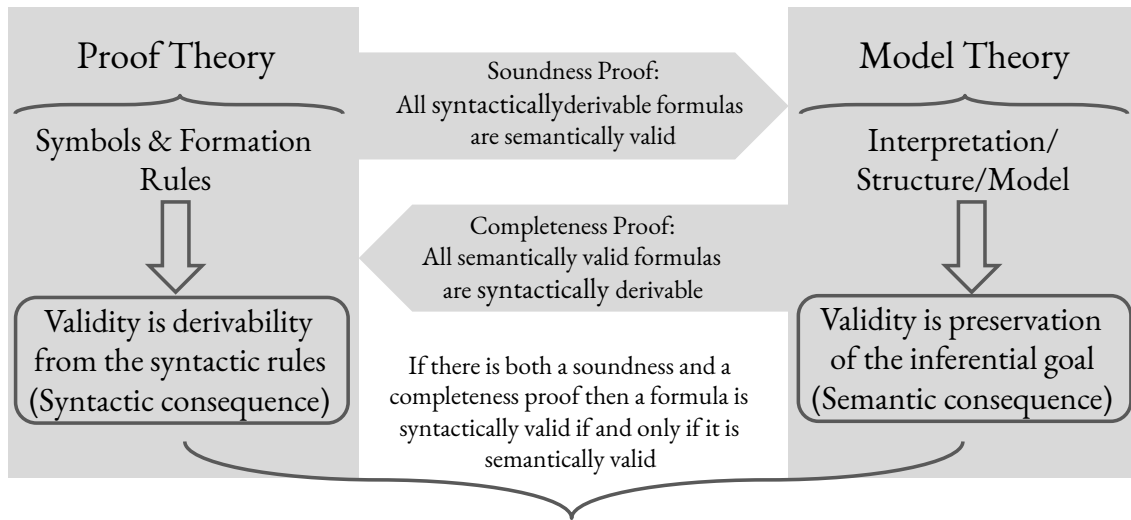 Proof Theory
Symbols & Formation
Rules
Validity is derivability
from the syntactic rules
(Syntactic consequence)
Soundness Proof:
All syntacticallyderivable formulas
are semantically valid
Completeness Proof:
All semantically valid formulas
are syntactically derivable
If there is both a soundness and a
completeness proof then a formula is
syntactically valid if and only if it is
semantically valid
Model Theory
Interpretation/
Structure/Model
Validity is preservation
of the inferential goal
(Semantic consequence)